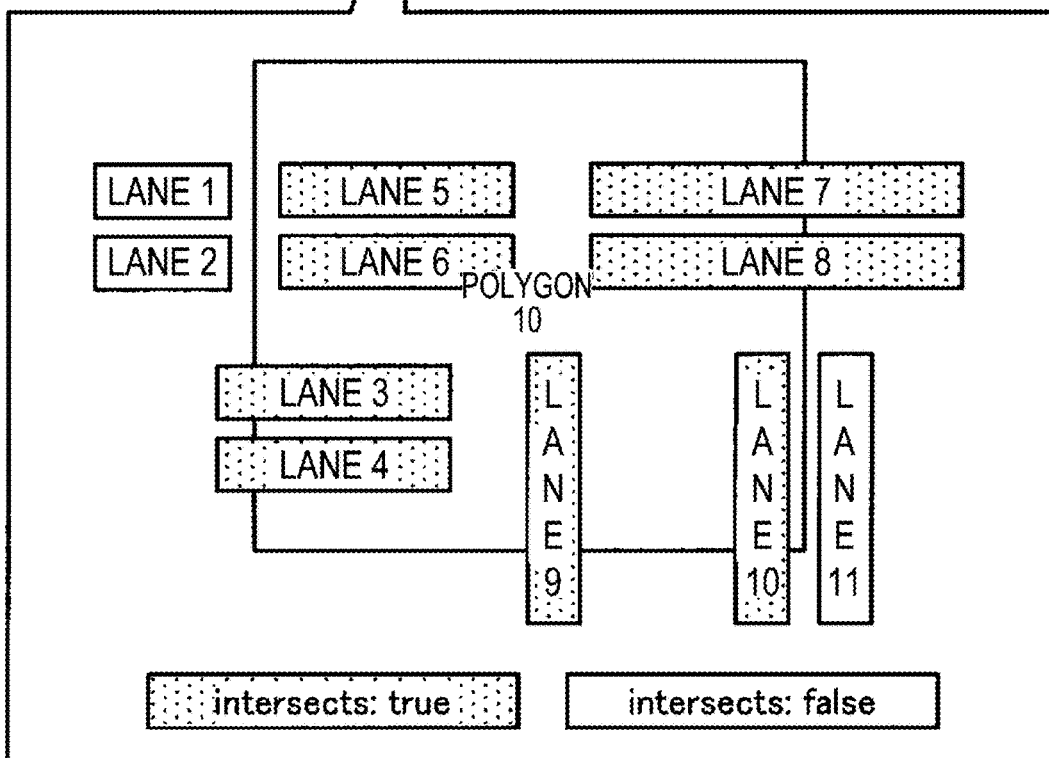 LANE 1
LANE 5
LANE 7
LANE 2
LANE 6
LANE 8
POLYGON
10
LANE 3
LANE 4
LANE 9
LANE 10
LANE 11
intersects: true
intersects: false